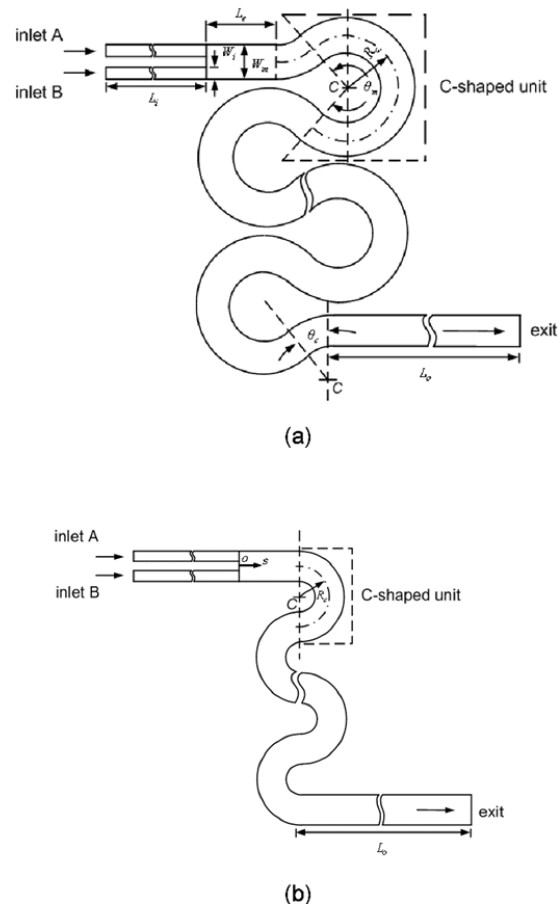 L_e
inlet A
W_i
W_m
R_c
inlet B
C
θ_m
C-shaped unit
L_i
θ_c
exit
L_o
C
(a)
inlet A
o
s
inlet B
C
R_c
C-shaped unit
exit
L_o
(b)